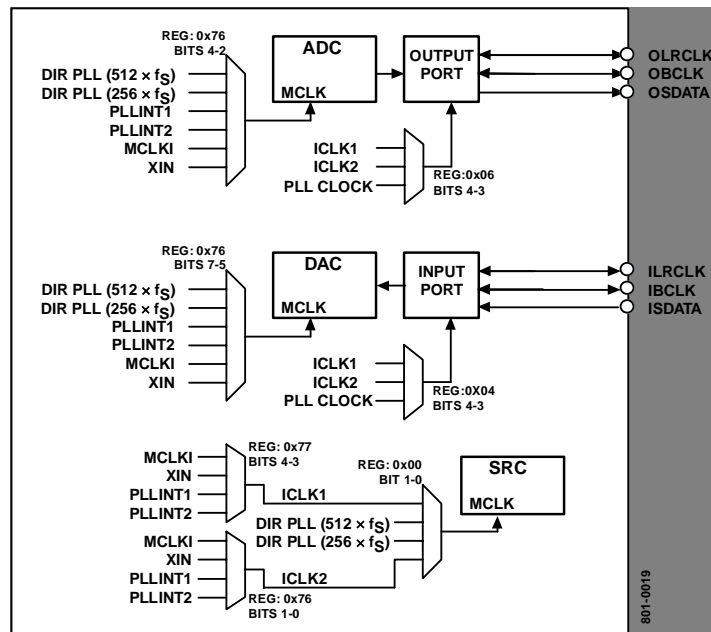 REG: 0x76
BITS 4-2
DIR PLL (512 × fS)
DIR PLL (256 × fS)
PLLINT1
PLLINT2
MCLKI
XIN
ADC
MCLK
OUTPUT
PORT
OLRCLK
OBCLK
OSDATA
ICLK1
ICLK2
PLL CLOCK
REG:0x06
BITS 4-3
REG: 0x76
BITS 7-5
DIR PLL (512 × fS)
DIR PLL (256 × fS)
PLLINT1
PLLINT2
MCLKI
XIN
DAC
MCLK
INPUT
PORT
ILRCLK
IBCLK
ISDATA
ICLK1
ICLK2
PLL CLOCK
REG:0X04
BITS 4-3
MCLKI
XIN
PLLINT1
PLLINT2
REG: 0x77
BITS 4-3
ICLK1
REG: 0x00
BIT 1-0
DIR PLL (512 × fS)
DIR PLL (256 × fS)
SRC
MCLK
MCLKI
XIN
PLLINT1
PLLINT2
ICLK2
REG: 0x76
BITS 1-0
801-0019